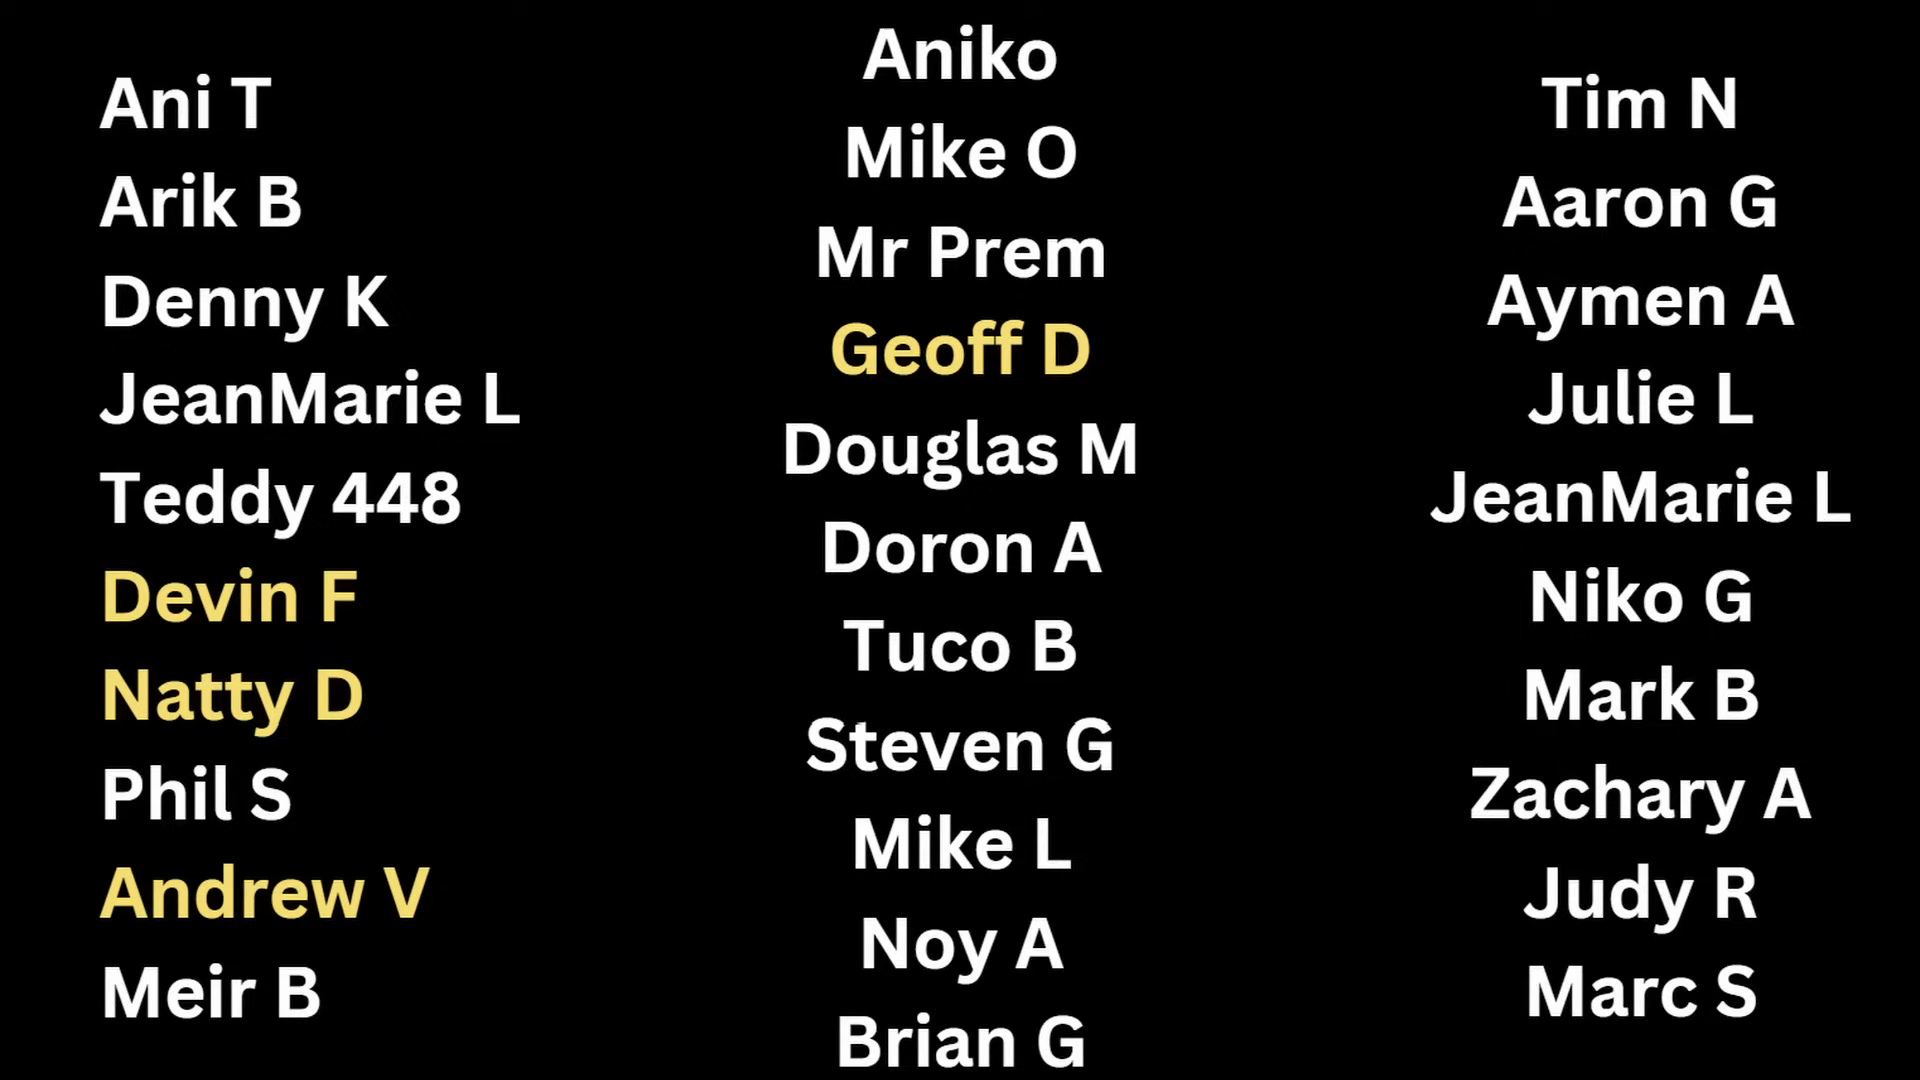 Ani T
Arik B
Denny K
JeanMarie L
Teddy 448
Devin F
Natty D
Phil S
Andrew V
Meir B
Aniko
Mike O
Mr Prem
Geoff D
Douglas M
Doron A
Tuco B
Steven G
Mike L
Noy A
Brian G
Tim N
Aaron G
Aymen A
Julie L
JeanMarie L
Niko G
Mark B
Zachary A
Judy R
Marc S